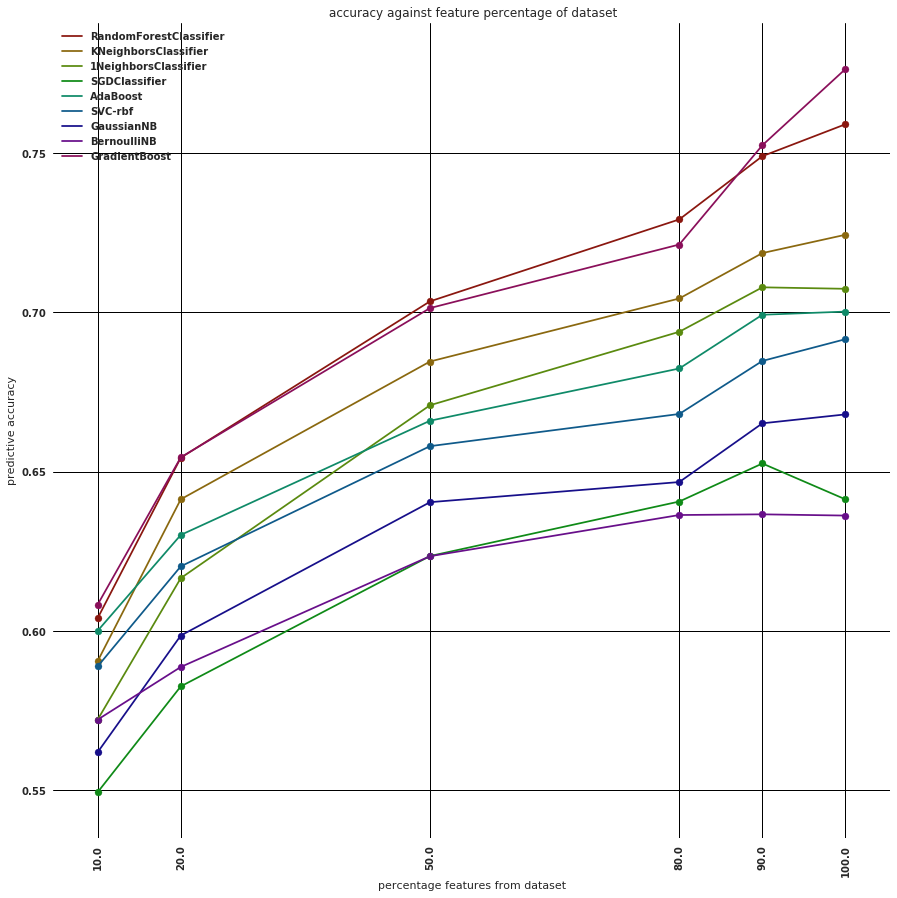 accuracy against feature percentage of dataset
RandomForestClassifier
KNeighborsClassifier
1NeighborsClassifier
SGDClassifier
AdaBoost
SVC-rbf
GaussianNB
BernoulliNB
GradientBoost
0.75
0.70
0.65
0.60
0.55
predictive accuracy
10.0
20.0
50.0
80.0
90.0
100.0
percentage features from dataset